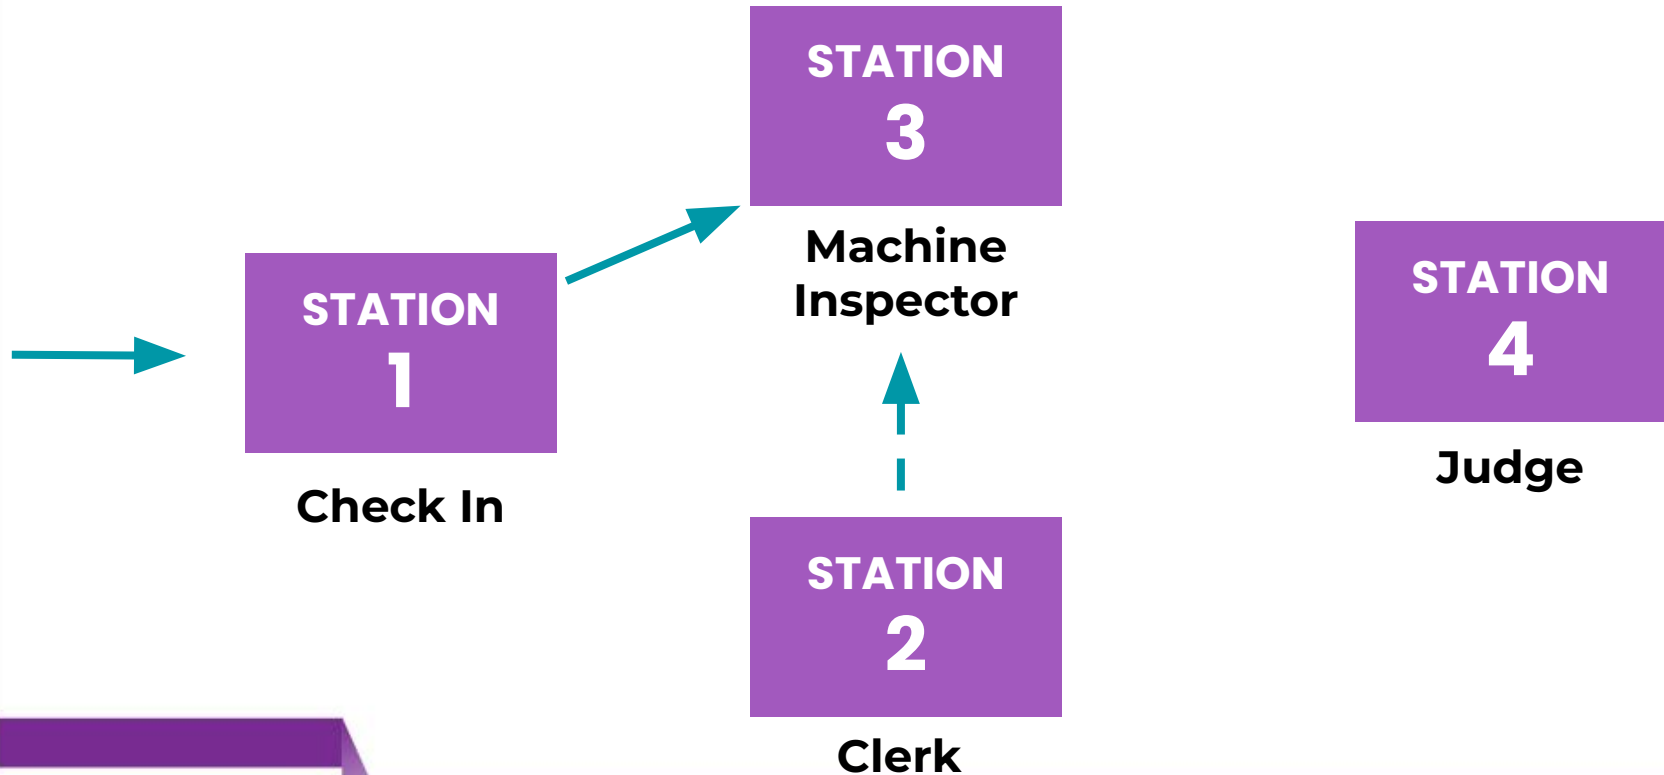 STATION
3
Machine
Inspector
STATION
1
Check In
STATION
4
Judge
STATION
2
Clerk